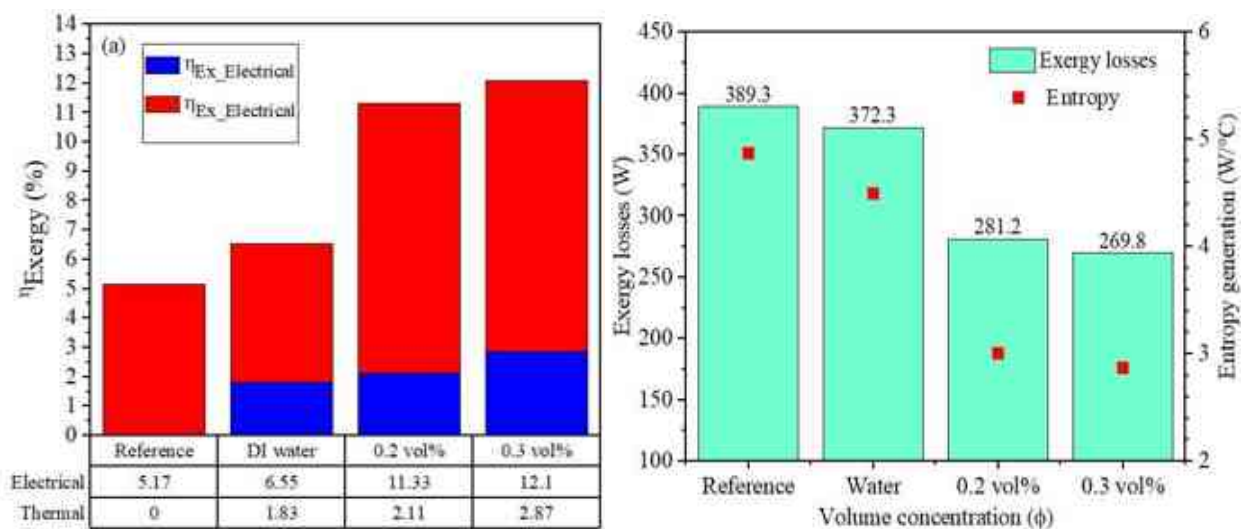 14
13
12
11
10
9
8
7
6
5
4
3
2
1
0
ηExergy (%)
(a)
ηEx_Electrical
ηEx_Electrical
Reference DI water 0.2 vol% 0.3 vol%
Electrical 5.17 6.55 11.33 12.1
Thermal 0 1.83 2.11 2.87
450
400
350
300
250
200
150
100
Exergy losses (W)
Exergy losses
Entropy
389.3
372.3
281.2
269.8
6
5
4
3
2
Entropy generation (W/°C)
Reference Water 0.2 vol% 0.3 vol%
Volume concentration (ϕ)